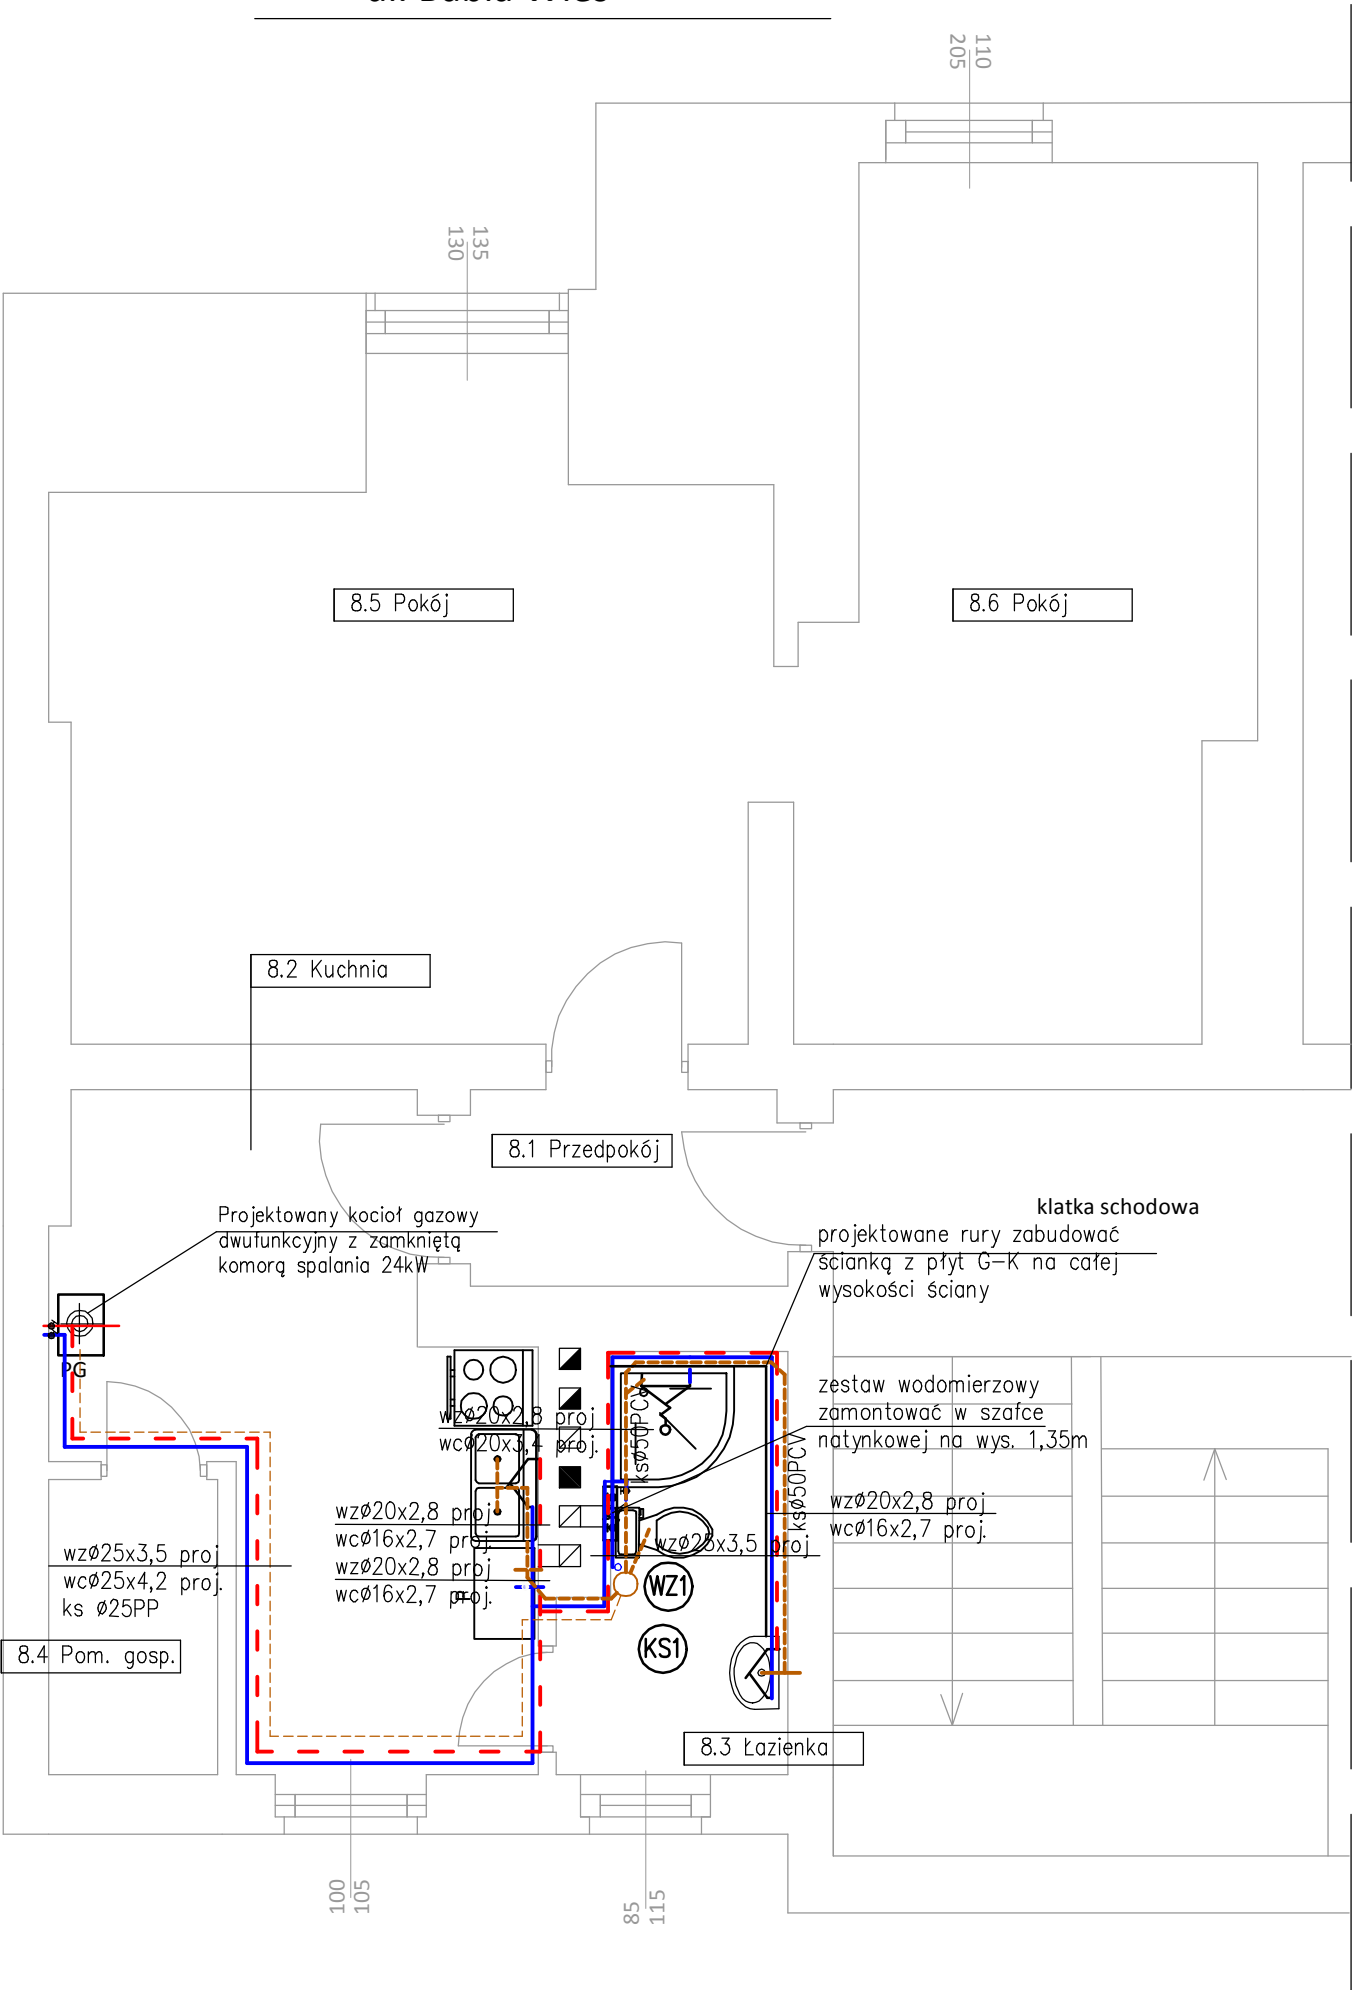 110
205
135
130
8.5 Pokój
8.6 Pokój
8.2 Kuchnia
8.1 Przedpokój
klatka schodowa
Projektowany kocioł gazowy
dwufunkcyjny z zamkniętą
komorą spalania 24kW
projektowane rury zabudować
ścianką z płyt G-K na całej
wysokości ściany
PG
zestaw wodomierzowy
zamontować w szafce
natynkowej na wys. 1,35m
wzø20x2,8 proj
wcø20x3,4 proj.
ksø50PCV
ksø50PCV
wzø20x2,8 proj
wcø16x2,7 proj.
wzø20x2,8 proj
wcø16x2,7 proj.
wzø20x2,8 proj
wcø16x2,7 proj.
wzø25x3,5 proj
wzø25x3,5 proj
wcø25x4,2 proj.
ks ø25PP
WZ1
KS1
8.4 Pom. gosp.
8.3 Łazienka
100
105
85
115